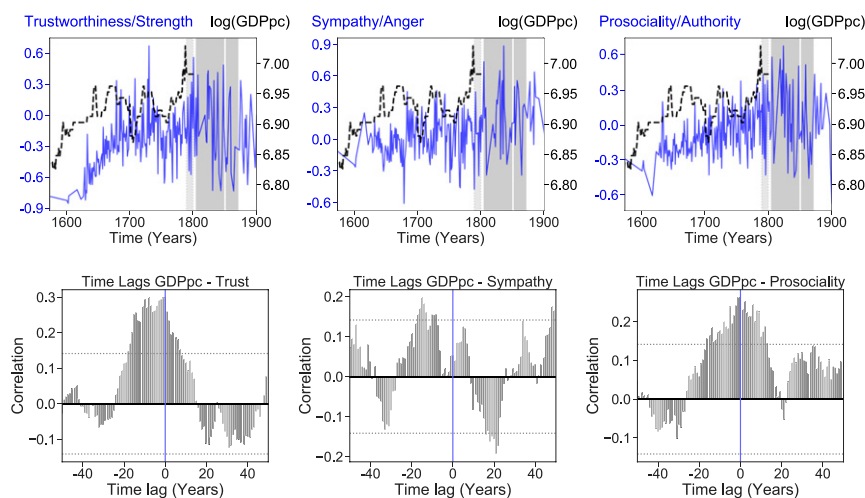 Trustworthiness/Strength log(GDPpc) Sympathy/Anger log(GDPpc) Prosociality/Authority log(GDPpc)
0.6 0.9 0.6
7.00 7.00 7.00
0.3 0.6 0.3
6.95 6.95 6.95
0.0 0.3 0.0
6.90 6.90 6.90
-0.3 0.0 -0.3
6.85 6.85 6.85
-0.6 -0.3 -0.6
6.80 6.80 6.80
-0.9 -0.6 -0.9
1600 1700 1800 1900 1600 1700 1800 1900 1600 1700 1800 1900
Time (Years) Time (Years) Time (Years)
Time Lags GDPpc - Trust Time Lags GDPpc - Sympathy Time Lags GDPpc - Prosociality
0.3 0.2
0.2 0.1 0.2
0.1 0.0 0.1
0.0 -0.1 0.0
-0.1 -0.2 -0.1
Correlation Correlation Correlation
-40 -20 0 20 40 -40 -20 0 20 40 -40 -20 0 20 40
Time lag (Years) Time lag (Years) Time lag (Years)